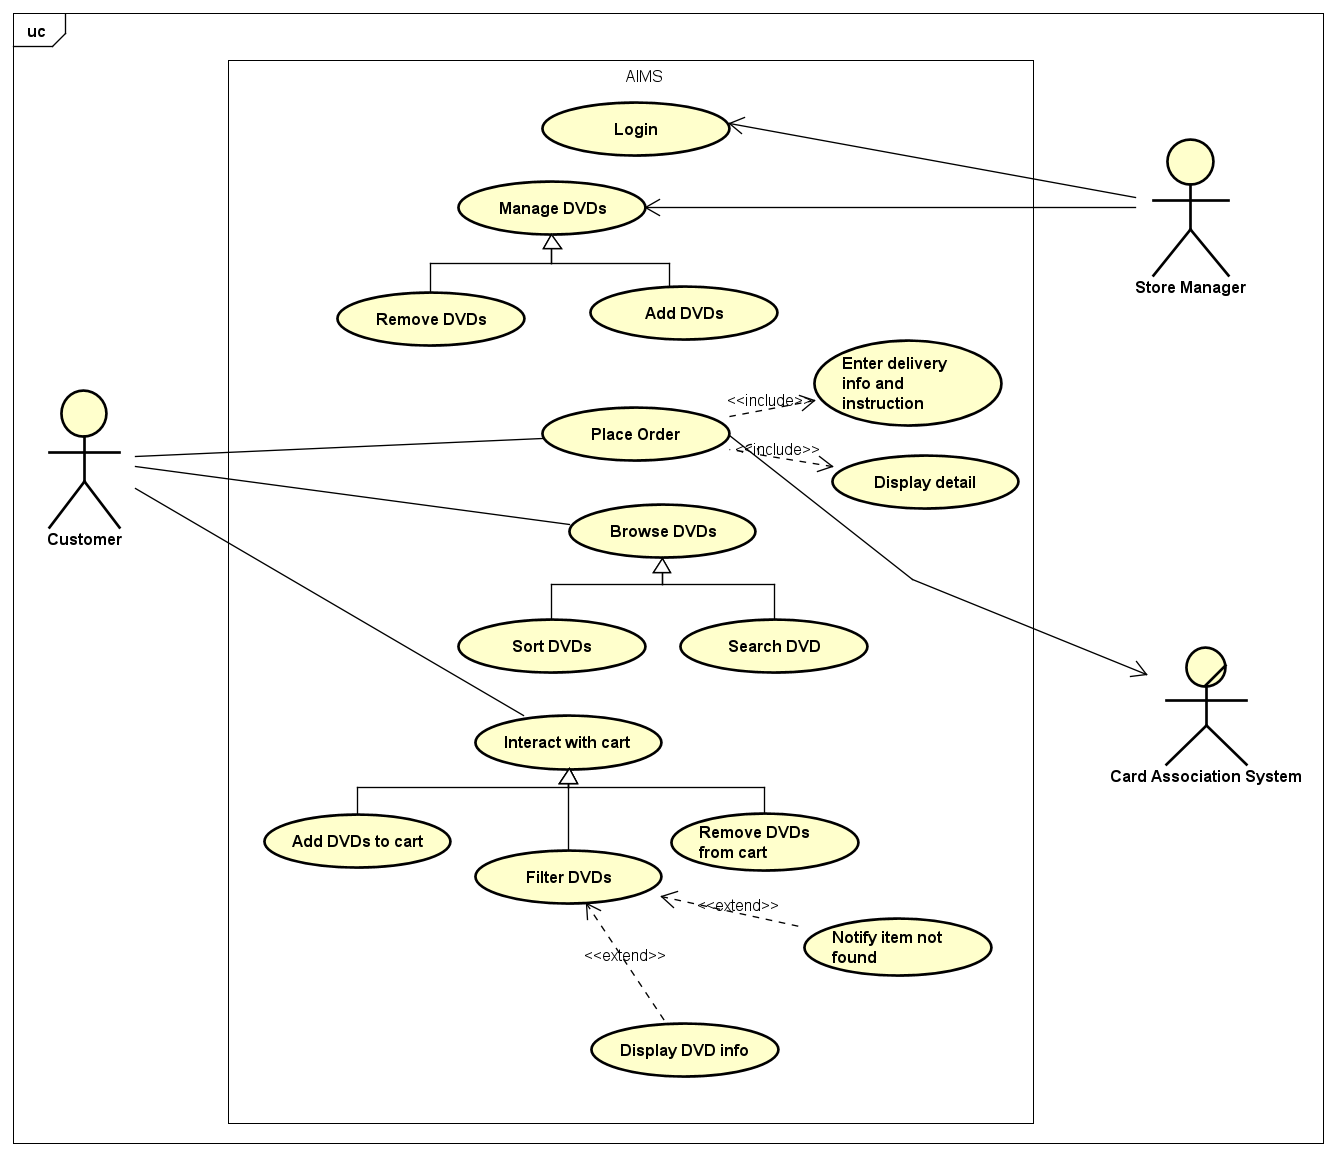 uc
AIMS
Login
Manage DVDs
Remove DVDs
Add DVDs
Store Manager
Enter delivery
info and
instruction
<<include>>
Place Order
<<include>>
Display detail
Customer
Browse DVDs
Sort DVDs
Search DVD
Interact with cart
Card Association System
Add DVDs to cart
Remove DVDs
from cart
Filter DVDs
<<extend>>
Notify item not
found
<<extend>>
Display DVD info